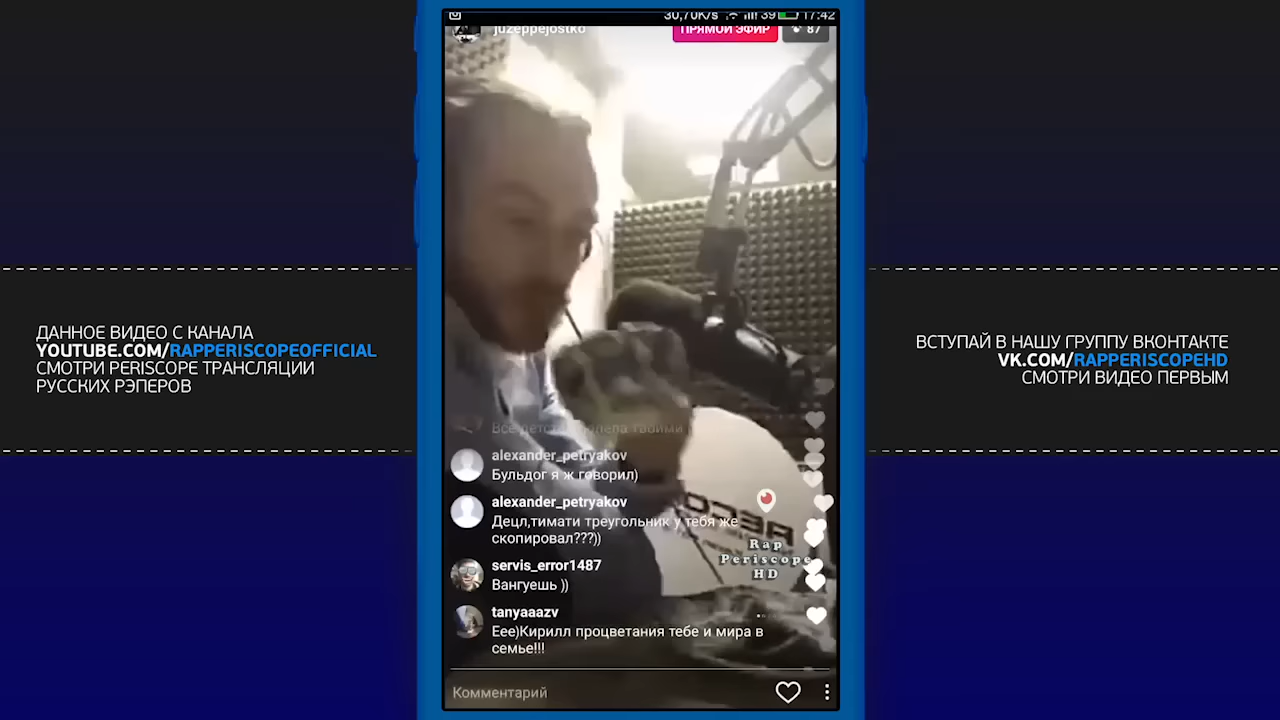 30,70K/s 39 17:42
juzeppejostko ПРЯМОЙ ЭФИР 87
ДАННОЕ ВИДЕО С КАНАЛА
YOUTUBE.COM/RAPPERISCOPEOFFICIAL
СМОТРИ PERISCOPE ТРАНСЛЯЦИИ
РУССКИХ РЭПЕРОВ
ВСТУПАЙ В НАШУ ГРУППУ ВКОНТАКТЕ
VK.COM/RAPPERISCOPEHD
СМОТРИ ВИДЕО ПЕРВЫМ
alexander_petryakov
Бульдог я ж говорил)
alexander_petryakov
Децл,тимати треугольник у тебя же
скопировал???))
servis_error1487
Вангуешь ))
tanyaaazv
Еее)Кирилл процветания тебе и мира в
семье!!!
Rap
Periscope
HD
Комментарий